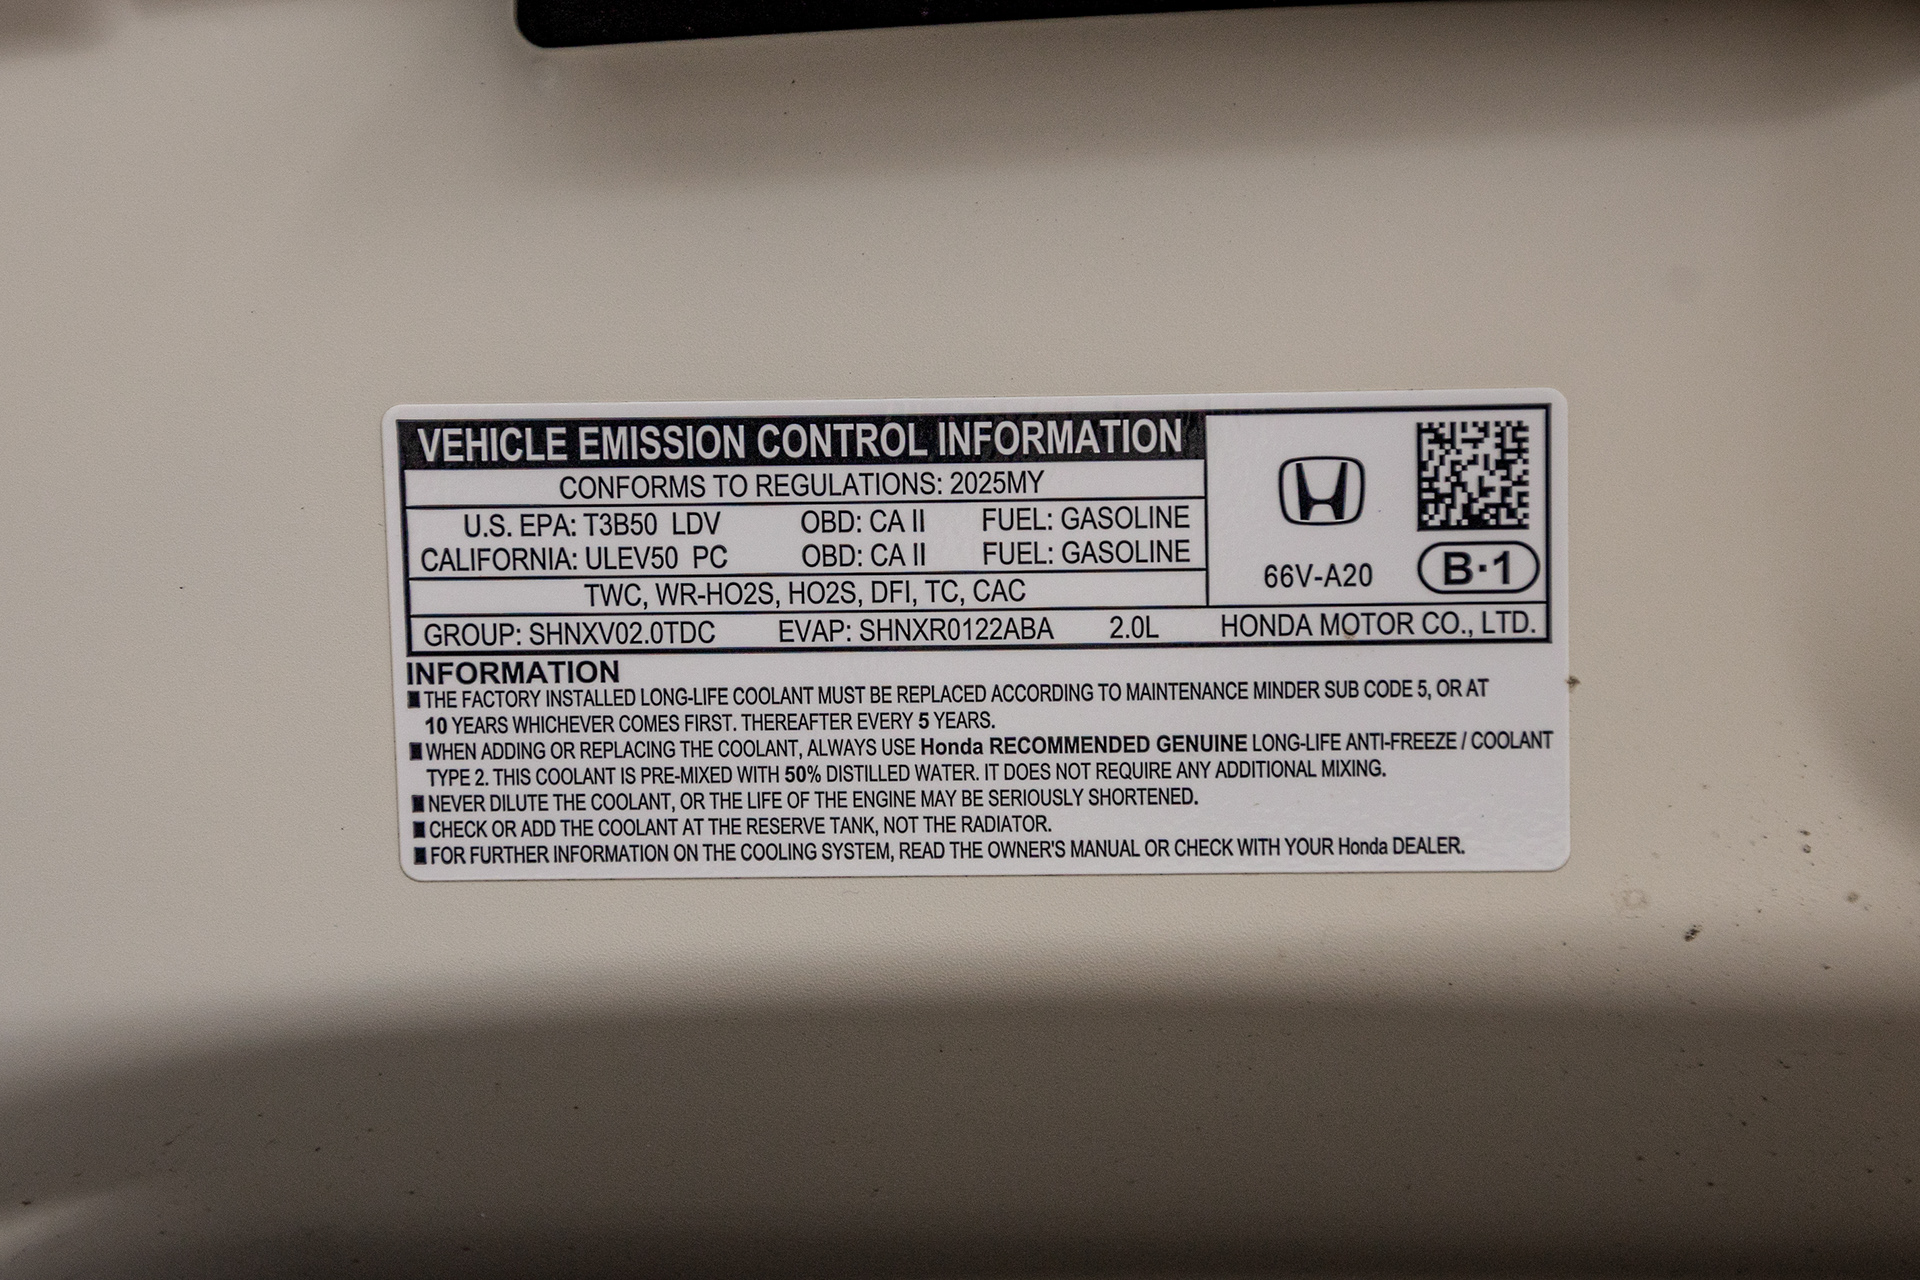 VEHICLE EMISSION CONTROL INFORMATION
CONFORMS TO REGULATIONS: 2025MY
U.S. EPA: T3B50 LDV OBD: CA II FUEL: GASOLINE
CALIFORNIA: ULEV50 PC OBD: CA II FUEL: GASOLINE
TWC, WR-HO2S, HO2S, DFI, TC, CAC
66V-A20 B·1
GROUP: SHNXV02.0TDC EVAP: SHNXR0122ABA 2.0L HONDA MOTOR CO., LTD.
INFORMATION
■ THE FACTORY INSTALLED LONG-LIFE COOLANT MUST BE REPLACED ACCORDING TO MAINTENANCE MINDER SUB CODE 5, OR AT
10 YEARS WHICHEVER COMES FIRST. THEREAFTER EVERY 5 YEARS.
■ WHEN ADDING OR REPLACING THE COOLANT, ALWAYS USE Honda RECOMMENDED GENUINE LONG-LIFE ANTI-FREEZE / COOLANT
TYPE 2. THIS COOLANT IS PRE-MIXED WITH 50% DISTILLED WATER. IT DOES NOT REQUIRE ANY ADDITIONAL MIXING.
■ NEVER DILUTE THE COOLANT, OR THE LIFE OF THE ENGINE MAY BE SERIOUSLY SHORTENED.
■ CHECK OR ADD THE COOLANT AT THE RESERVE TANK, NOT THE RADIATOR.
■ FOR FURTHER INFORMATION ON THE COOLING SYSTEM, READ THE OWNER'S MANUAL OR CHECK WITH YOUR Honda DEALER.